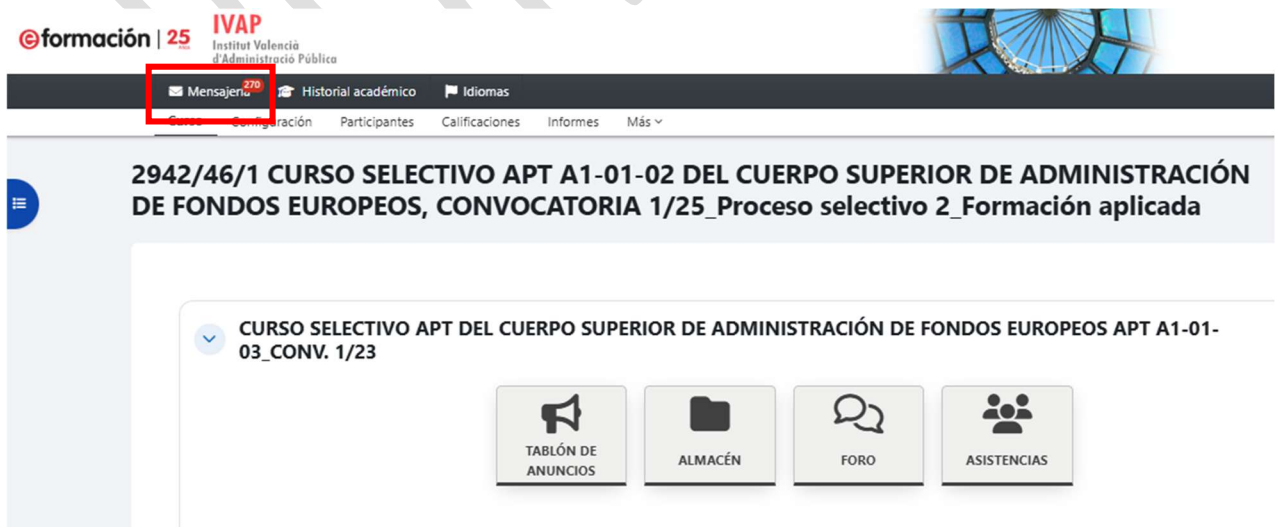 eformación | 25
IVAP
Institut Valencià
d'Administració Pública
Mensajería 270 Historial académico Idiomas
Curso Configuración Participantes Calificaciones Informes Más
2942/46/1 CURSO SELECTIVO APT A1-01-02 DEL CUERPO SUPERIOR DE ADMINISTRACIÓN
DE FONDOS EUROPEOS, CONVOCATORIA 1/25_Proceso selectivo 2_Formación aplicada
CURSO SELECTIVO APT DEL CUERPO SUPERIOR DE ADMINISTRACIÓN DE FONDOS EUROPEOS APT A1-01-
03_CONV. 1/23
TABLÓN DE
ANUNCIOS
ALMACÉN
FORO
ASISTENCIAS